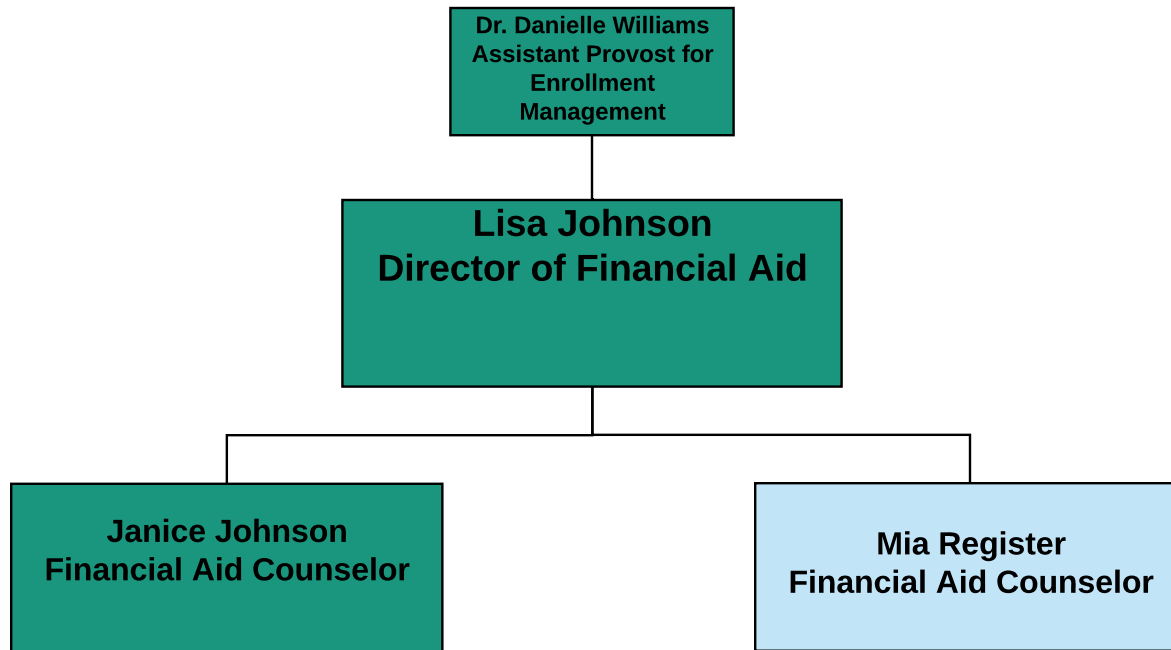 Dr. Danielle Williams
Assistant Provost for
Enrollment
Management
Lisa Johnson
Director of Financial Aid
Janice Johnson
Financial Aid Counselor
Mia Register
Financial Aid Counselor